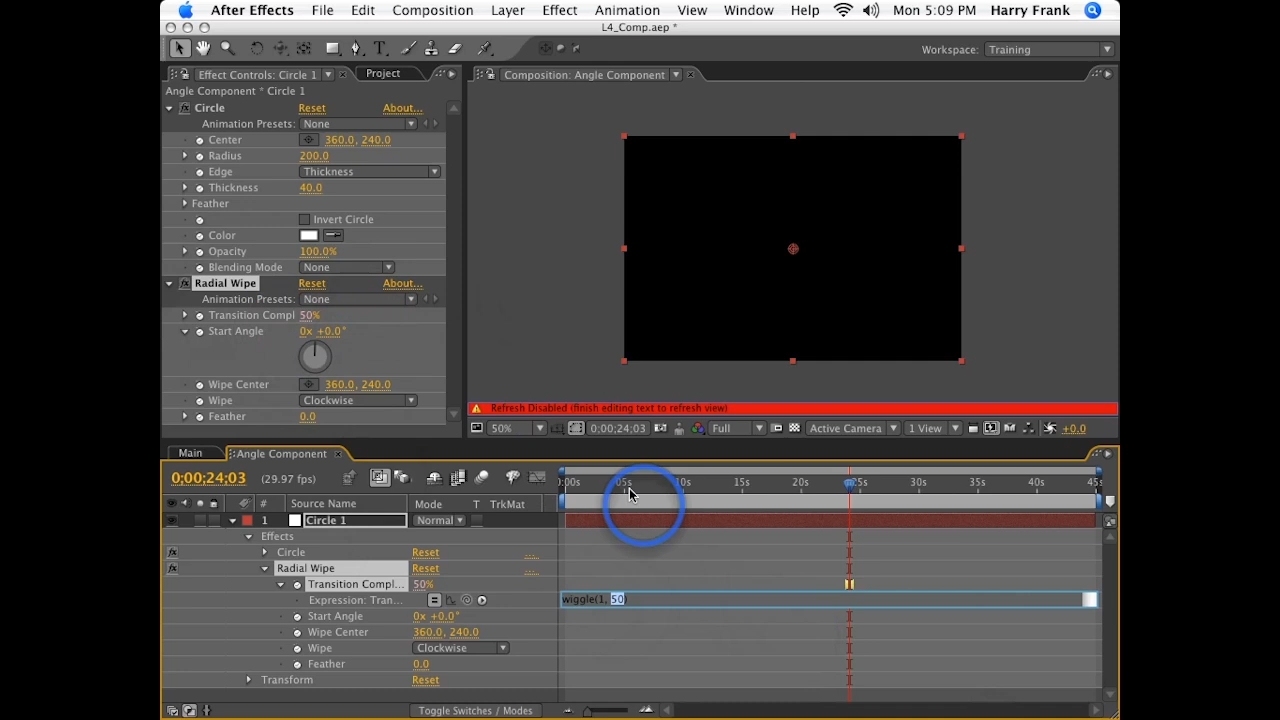 After Effects File Edit Composition Layer Effect Animation View Window Help Mon 5:09 PM Harry Frank
L4_Comp.aep *
T Workspace: Training
Effect Controls: Circle 1 Project Composition: Angle Component
Angle Component * Circle 1
Circle Reset About...
Animation Presets: None
Center 360.0, 240.0
Radius 200.0
Edge Thickness
Thickness 40.0
Feather
Invert Circle
Color
Opacity 100.0%
Blending Mode None
Radial Wipe Reset About...
Animation Presets: None
Transition Compl 50%
Start Angle 0x +0.0°
Wipe Center 360.0, 240.0
Wipe Clockwise
Feather 0.0
Refresh Disabled (finish editing text to refresh view)
50% 0;00;24;03 Full Active Camera 1 View +0.0
Main Angle Component
0;00;24;03 (29.97 fps) :00s 05s 10s 15s 20s 25s 30s 35s 40s 45s
# Source Name Mode T TrkMat
1 Circle 1 Normal
Effects
Circle Reset ...
Radial Wipe Reset ...
Transition Compl... 50%
Expression: Tran... wiggle(1, 50)
Start Angle 0x +0.0°
Wipe Center 360.0, 240.0
Wipe Clockwise
Feather 0.0
Transform Reset
Toggle Switches / Modes